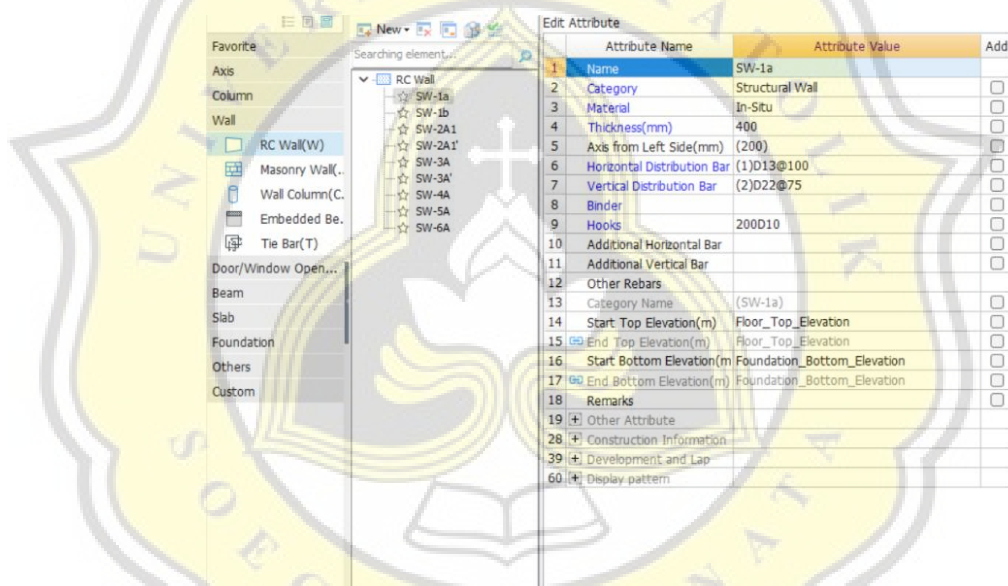 Favorite
Axis
Column
Wall
RC Wall(W)
Masonry Wall(..
Wall Column(C.
Embedded Be.
Tie Bar(T)
Door/Window Open...
Beam
Slab
Foundation
Others
Custom
New
Searching element...
RC Wall
SW-1a
SW-1b
SW-2A1
SW-2A1'
SW-3A
SW-3A'
SW-4A
SW-5A
SW-6A
Edit Attribute
Attribute Name Attribute Value Add
1 Name SW-1a
2 Category Structural Wall
3 Material In-Situ
4 Thickness(mm) 400
5 Axis from Left Side(mm) (200)
6 Horizontal Distribution Bar (1)D13@100
7 Vertical Distribution Bar (2)D22@75
8 Binder
9 Hooks 200D10
10 Additional Horizontal Bar
11 Additional Vertical Bar
12 Other Rebars
13 Category Name (SW-1a)
14 Start Top Elevation(m) Floor_Top_Elevation
15 End Top Elevation(m) Floor_Top_Elevation
16 Start Bottom Elevation(m Foundation_Bottom_Elevation
17 End Bottom Elevation(m) Foundation_Bottom_Elevation
18 Remarks
19 + Other Attribute
28 + Construction Information
39 + Development and Lap
60 + Display pattern